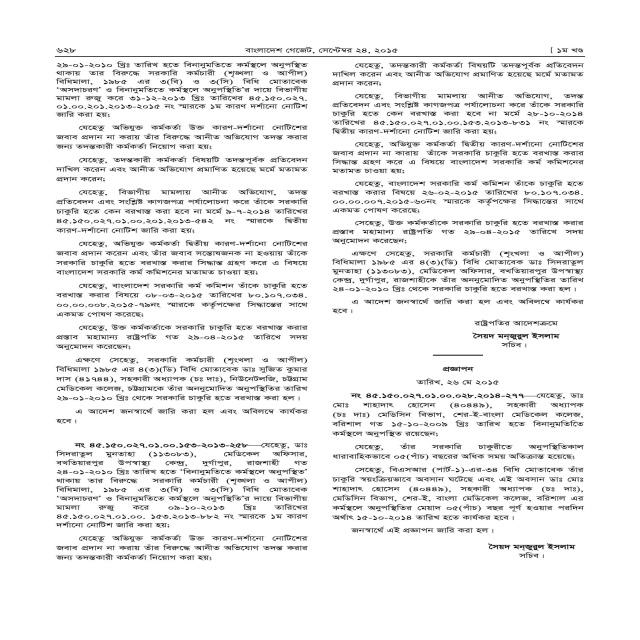 ৬২৮
বাংলাদেশ গেজেট, সেপ্টেম্বর ২৪, ২০১৫
[ ১ম খণ্ড
২৯-০১-২০১০ খ্রিঃ তারিখ হতে বিনানুমতিতে কর্মস্থলে অনুপস্থিত
থাকায় তার বিরুদ্ধে সরকারি কর্মচারী (শৃঙ্খলা ও আপীল)
বিধিমালা, ১৯৮৫ এর ৩(বি) ও ৩(সি) বিধি মোতাবেক
‘অসদাচরণ’ ও বিনানুমতিতে কর্মস্থলে অনুপস্থিতি’র দায়ে বিভাগীয়
মামলা রুজু করে ৩১-১২-২০১৩ খ্রিঃ তারিখের ৪৫.১৫০.০২৭.
০১.০০.২০১.২০১৩-২০১৫ নং স্মারকে ১ম কারণ দর্শানো নোটিশ
জারি করা হয়;
যেহেতু অভিযুক্ত কর্মকর্তা উক্ত কারণ-দর্শানো নোটিশের
জবাব প্রদান না করায় তাঁর বিরুদ্ধে আনীত অভিযোগ তদন্ত করার
জন্য তদন্তকারী কর্মকর্তা নিয়োগ করা হয়;
যেহেতু, তদন্তকারী কর্মকর্তা বিষয়টি তদন্তপূর্বক প্রতিবেদন
দাখিল করেন এবং আনীত অভিযোগ প্রমাণিত হয়েছে মর্মে মতামত
প্রদান করেন;
যেহেতু, বিভাগীয় মামলায় আনীত অভিযোগ, তদন্ত
প্রতিবেদন এবং সংশ্লিষ্ট কাগজপত্র পর্যালোচনা করে তাঁকে সরকারি
চাকুরি হতে কেন বরখাস্ত করা হবে না মর্মে ৯-৭-২০১৪ তারিখের
৪৫.১৫০.০২৭.০১.০০.২০১.২০১৩-৫৪২ নং স্মারকে দ্বিতীয়
কারণ-দর্শানো নোটিশ জারি করা হয়;
যেহেতু, অভিযুক্ত কর্মকর্তা দ্বিতীয় কারণ-দর্শানো নোটিশের
জবাব প্রদান করেন এবং তাঁর জবাব সন্তোষজনক না হওয়ায় তাঁকে
সরকারি চাকুরি হতে বরখাস্ত করার সিদ্ধান্ত গ্রহণ করে এ বিষয়ে
বাংলাদেশ সরকারি কর্ম কমিশনের মতামত চাওয়া হয়;
যেহেতু, বাংলাদেশ সরকারি কর্ম কমিশন তাঁকে চাকুরি হতে
বরখাস্ত করার বিষয়ে ০৮-০৩-২০১৫ তারিখের ৮০.১০৭.০৩৪.
০০.০০.০০৮.২০১৫-৭৯নং স্মারকে কর্তৃপক্ষের সিদ্ধান্তের সাথে
একমত পোষণ করেছে;
যেহেতু, উক্ত কর্মকর্তাকে সরকারি চাকুরি হতে বরখাস্ত করার
প্রস্তাব মহামান্য রাষ্ট্রপতি গত ২৯-০৪-২০১৫ তারিখে সদয়
অনুমোদন করেছেন;
এক্ষণে সেহেতু, সরকারি কর্মচারী (শৃংখলা ও আপীল)
বিধিমালা ১৯৮৫ এর ৪(৩)(ডি) বিধি মোতাবেক ডাঃ সুজিত কুমার
দাস (৪১৭৪৪), সহকারী অধ্যাপক (চঃ দাঃ), নিউনেটলজি, চট্টগ্রাম
মেডিকেল কলেজ, চট্টগ্রামকে তাঁর অননুমোদিত অনুপস্থিতির তারিখ
২৯-০১-২০১০ খ্রিঃ থেকে সরকারি চাকুরি হতে বরখাস্ত করা হল।
এ আদেশ জনস্বার্থে জারি করা হল এবং অবিলম্বে কার্যকর
হবে।
নং ৪৫.১৫০.০২৭.০১.০০.১৫৩-২০১৩-২৫৮—যেহেতু, ডাঃ
সিদরাতুল মুনতাহা (১১৩০৮৩), মেডিকেল অফিসার,
বখতিয়ারপুর উপস্বাস্থ্য কেন্দ্র, দুর্গাপুর, রাজশাহী গত
২৪-০১-২০১০ খ্রিঃ তারিখ হতে ‘বিনানুমতিতে কর্মস্থলে অনুপস্থিত’
থাকায় তার বিরুদ্ধে সরকারি কর্মচারী (শৃঙ্খলা ও আপীল)
বিধিমালা, ১৯৮৫ এর ৩(বি) ও ৩(সি) বিধি মোতাবেক
‘অসদাচরণ’ ও বিনানুমতিতে কর্মস্থলে অনুপস্থিতি’র দায়ে বিভাগীয়
মামলা রুজু করে ০৯-১০-২০১৩ খ্রিঃ তারিখের
৪৫.১৫০.০২৭.০১.০০. ১৫৩.২০১৩-৮৮২ নং স্মারকে ১ম কারণ
দর্শানো নোটিশ জারি করা হয়;
যেহেতু অভিযুক্ত কর্মকর্তা উক্ত কারণ-দর্শানো নোটিশের
জবাব প্রদান না করায় তাঁর বিরুদ্ধে আনীত অভিযোগ তদন্ত করার
জন্য তদন্তকারী কর্মকর্তা নিয়োগ করা হয়;
যেহেতু, তদন্তকারী কর্মকর্তা বিষয়টি তদন্তপূর্বক প্রতিবেদন
দাখিল করেন এবং আনীত অভিযোগ প্রমাণিত হয়েছে মর্মে মতামত
প্রদান করেন;
যেহেতু, বিভাগীয় মামলায় আনীত অভিযোগ, তদন্ত
প্রতিবেদন এবং সংশ্লিষ্ট কাগজপত্র পর্যালোচনা করে তাঁকে সরকারি
চাকুরি হতে কেন বরখাস্ত করা হবে না মর্মে ২৮-১০-২০১৪
তারিখের ৪৫.১৫০.০২৭.০১.০০.১৫৩.২০১৩-৮৩১ নং স্মারকে
দ্বিতীয় কারণ-দর্শানো নোটিশ জারি করা হয়;
যেহেতু, অভিযুক্ত কর্মকর্তা দ্বিতীয় কারণ-দর্শানো নোটিশের
জবাব প্রদান না কারায় তাঁকে সরকারি চাকুরি হতে বরখাস্ত করার
সিদ্ধান্ত গ্রহণ করে এ বিষয়ে বাংলাদেশ সরকারি কর্ম কমিশনের
মতামত চাওয়া হয়;
যেহেতু, বাংলাদেশ সরকারি কর্ম কমিশন তাঁকে চাকুরি হতে
বরখাস্ত করার বিষয়ে ২৬-০২-২০১৫ তারিখের ৮০.১০৭.০৩৪.
০০.০০.০০৭.২০১৫-৬০নং স্মারকে কর্তৃপক্ষের সিদ্ধান্তের সাথে
একমত পোষণ করেছে;
সেহেতু, উক্ত কর্মকর্তাকে সরকারি চাকুরি হতে বরখাস্ত করার
প্রস্তাব মহামান্য রাষ্ট্রপতি গত ২৯-০৪-২০১৫ তারিখে সদয়
অনুমোদন করেছেন;
এক্ষণে সেহেতু, সরকারি কর্মচারী (শৃংখলা ও আপীল)
বিধিমালা ১৯৮৫ এর ৪(৩)(ডি) বিধি মোতাবেক ডাঃ সিদরাতুল
মুনতাহা (১১৩০৮৩), মেডিকেল অফিসার, বখতিয়ারপুর উপস্বাস্থ্য
কেন্দ্র, দুর্গাপুর, রাজশাহীকে তাঁর অননুমোদিত অনুপস্থিতির তারিখ
২৪-০১-২০১০ খ্রিঃ থেকে সরকারি চাকুরি হতে বরখাস্ত করা হল।
এ আদেশ জনস্বার্থে জারি করা হল এবং অবিলম্বে কার্যকর
হবে।
রাষ্ট্রপতির আদেশক্রমে
সৈয়দ মনজুরুল ইসলাম
সচিব।
প্রজ্ঞাপন
তারিখ, ২৬ মে ২০১৫
নং ৪৫.১৫০.০২৭.০১.০০.০২৮.২০১৪-২৭৭—যেহেতু, ডাঃ
মোঃ শাহাদাৎ হোসেন (৪০৪৪৯), সহকারী অধ্যাপক
(চঃ দাঃ) মেডিসিন বিভাগ, শের-ই-বাংলা মেডিকেল কলেজ,
বরিশাল গত ১৫-১০-২০০৯ খ্রিঃ তারিখ হতে বিনানুমতিতে
কর্মস্থলে অনুপস্থিত রয়েছেন;
যেহেতু, তাঁর সরকারি চাকুরীতে অনুপস্থিতিকাল
ধারাবাহিকভাবে ০৫(পাঁচ) বছরের অধিক সময় অতিক্রান্ত হয়েছে;
সেহেতু, বিএসআর (পার্ট-১)-এর-৩৪ বিধি মোতাবেক তাঁর
চাকুরি স্বয়ংক্রিয়ভাবে অবসান ঘটেছে এবং এই অবসান ডাঃ মোঃ
শাহাদাৎ হোসেন (৪০৪৪৯), সহকারী অধ্যাপক (চঃ দাঃ),
মেডিসিন বিভাগ, শের-ই, বাংলা মেডিকেল কলেজ, বরিশাল এর
কর্মস্থলে অনুপস্থিতির মেয়াদ ০৫(পাঁচ) বছর পূর্ণ হওয়ার পরদিন
অর্থাৎ ১৫-১০-২০১৪ তারিখ হতে কার্যকর হবে।
জনস্বার্থে এই প্রজ্ঞাপন জারি করা হল।
সৈয়দ মনজুরুল ইসলাম
সচিব।